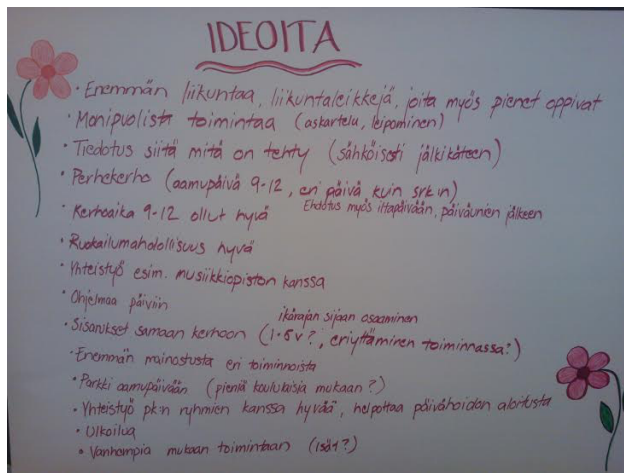 IDEOITA
• Enemmän liikuntaa, liikuntaleikkejä, joita myös pienet oppivat
• Monipuolista toimintaa (askartelu, leipominen)
• Tiedotus siitä mitä on tehty (sähköisesti jälkikäteen)
• Perhekerho (aamupäivä 9-12, eri päivä kuin srk:n)
• Kerhoaika 9-12 ollut hyvä
Ehdotus myös iltapäivään, päiväunien jälkeen
• Ruokailumahdollisuus hyvä
• Yhteistyö esim. musiikkiopiston kanssa
• Ohjelmaa päiviin
ikärajan sijaan osaaminen
• Sisarukset samaan kerhoon (1-5v?, eriyttäminen toiminnassa?)
• Enemmän mainostusta eri toiminnoista
• Parkki aamupäivään (pieniä koululaisia mukaan?)
• Yhteistyö pk:n ryhmien kanssa hyvää, helpottaa päivähoidon aloitusta
• Ulkoilua
• Vanhempia mukaan toimintaan (isät?)